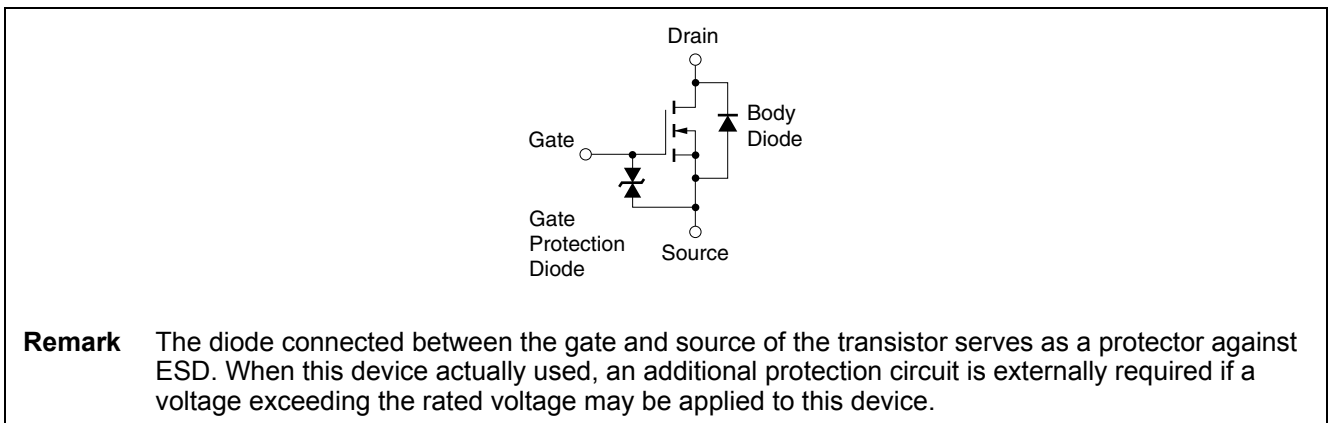 Drain
Body
Diode
Gate
Gate
Protection
Diode
Source
Remark The diode connected between the gate and source of the transistor serves as a protector against
ESD. When this device actually used, an additional protection circuit is externally required if a
voltage exceeding the rated voltage may be applied to this device.